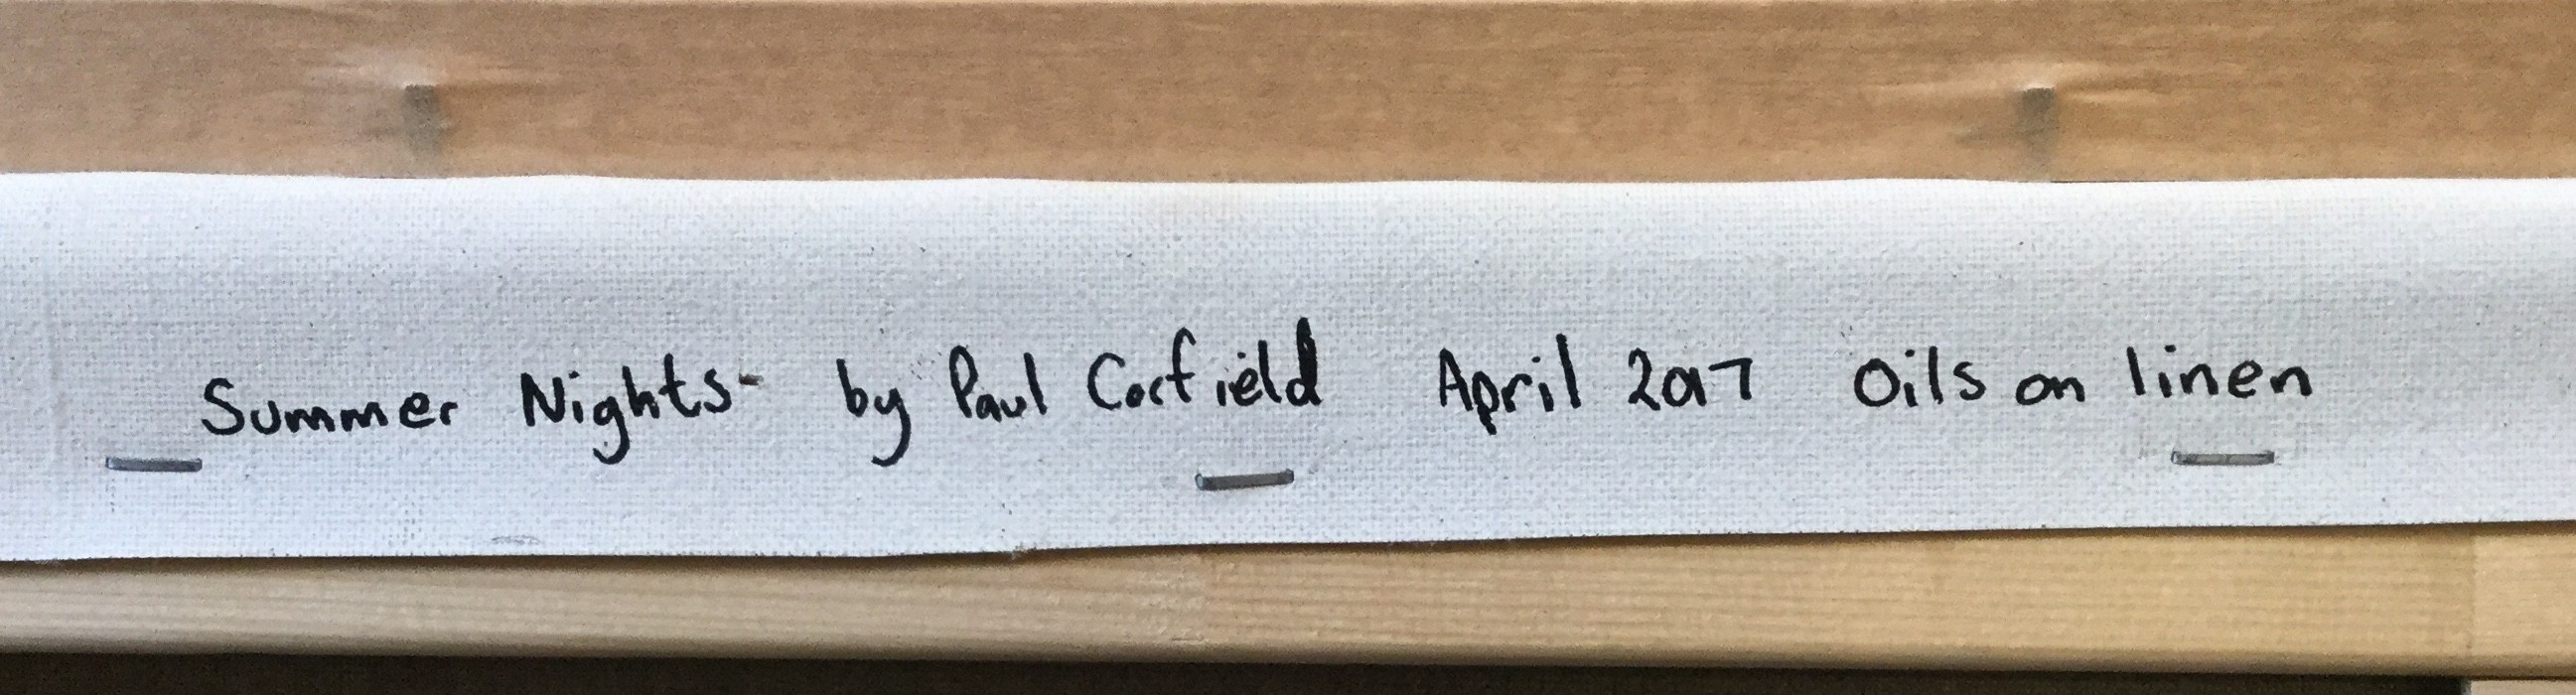 Summer Nights - by Paul Corfield April 2017 Oils on linen